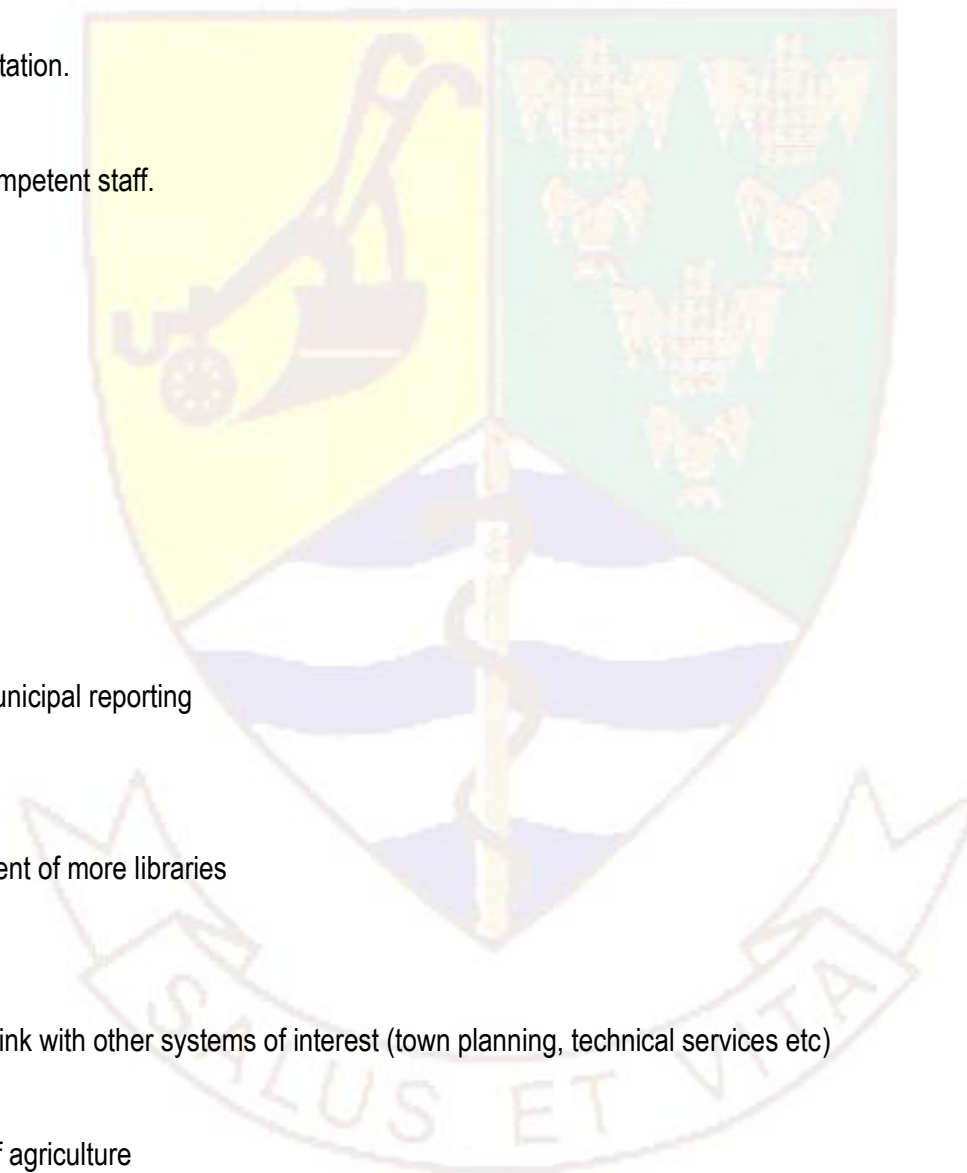 tation.
mpetent staff.
unicipal reporting
ent of more libraries
ink with other systems of interest (town planning, technical services etc)
f agriculture
SALUS ET VITA